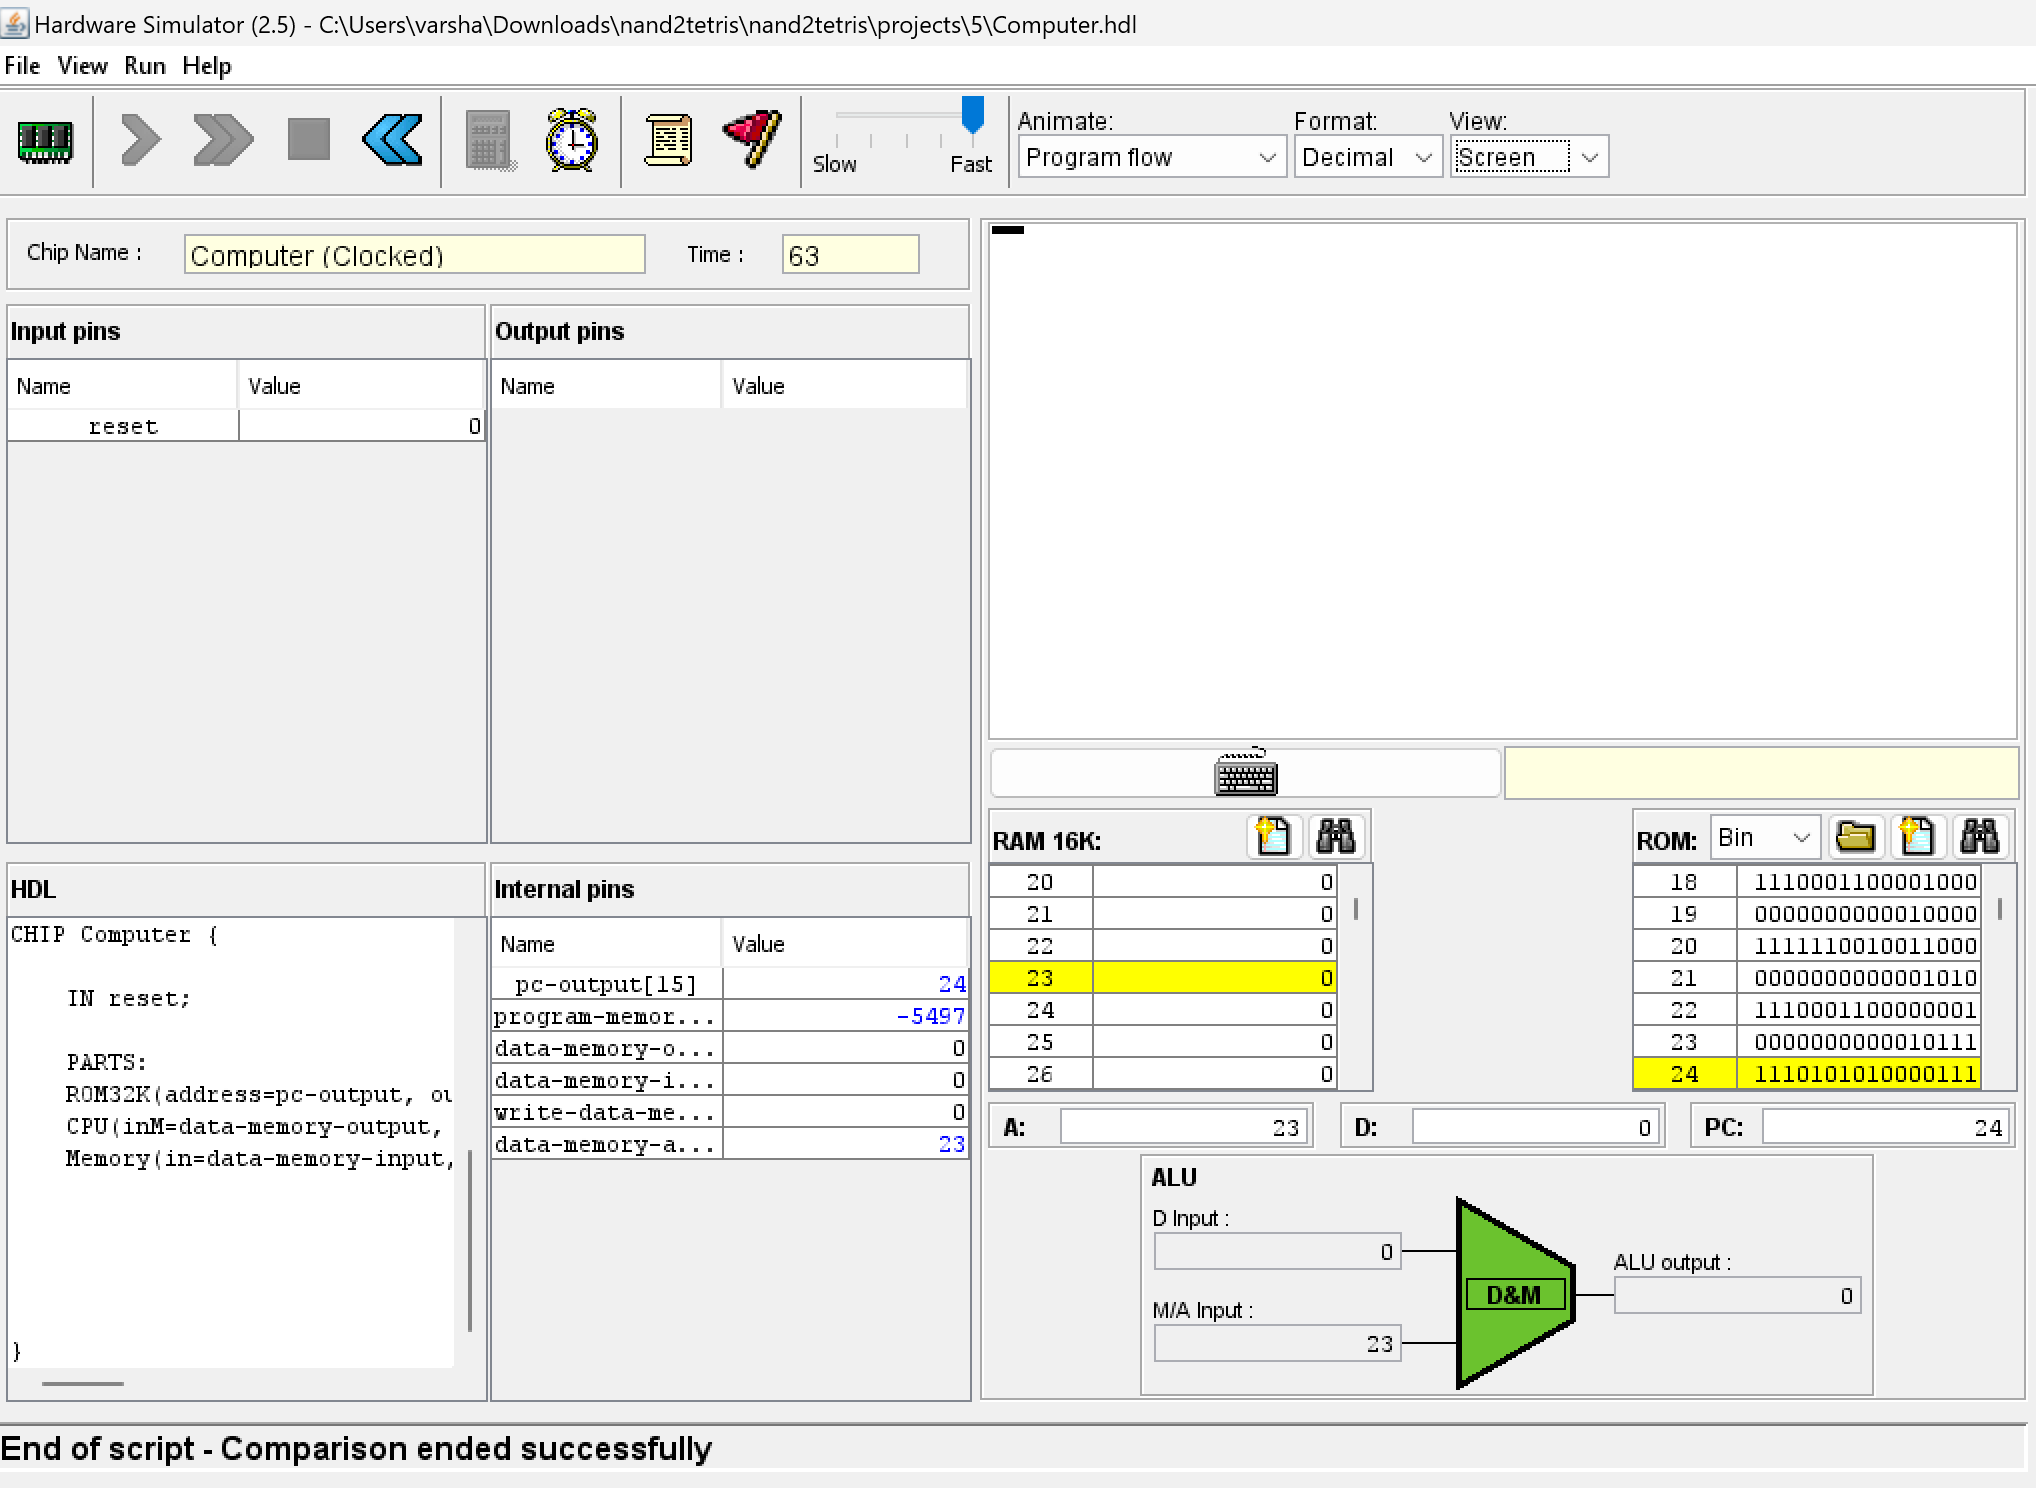 Hardware Simulator (2.5) - C:\Users\varsha\Downloads\nand2tetris\nand2tetris\projects\5\Computer.hdl
File View Run Help
Slow Fast
Animate: Format: View:
Program flow Decimal Screen
Chip Name : Computer (Clocked) Time : 63
Input pins
Name Value
reset 0
Output pins
Name Value
HDL
CHIP Computer {
IN reset;
PARTS:
ROM32K(address=pc-output, ou
CPU(inM=data-memory-output,
Memory(in=data-memory-input,
}
Internal pins
Name Value
pc-output[15] 24
program-memor... -5497
data-memory-o... 0
data-memory-i... 0
write-data-me... 0
data-memory-a... 23
RAM 16K:
20 0
21 0
22 0
23 0
24 0
25 0
26 0
ROM: Bin
18 1110001100001000
19 0000000000010000
20 1111110010011000
21 0000000000001010
22 1110001100000001
23 0000000000010111
24 1110101010000111
A: 23 D: 0 PC: 24
ALU
D Input :
0
M/A Input :
23
D&M
ALU output :
0
End of script - Comparison ended successfully